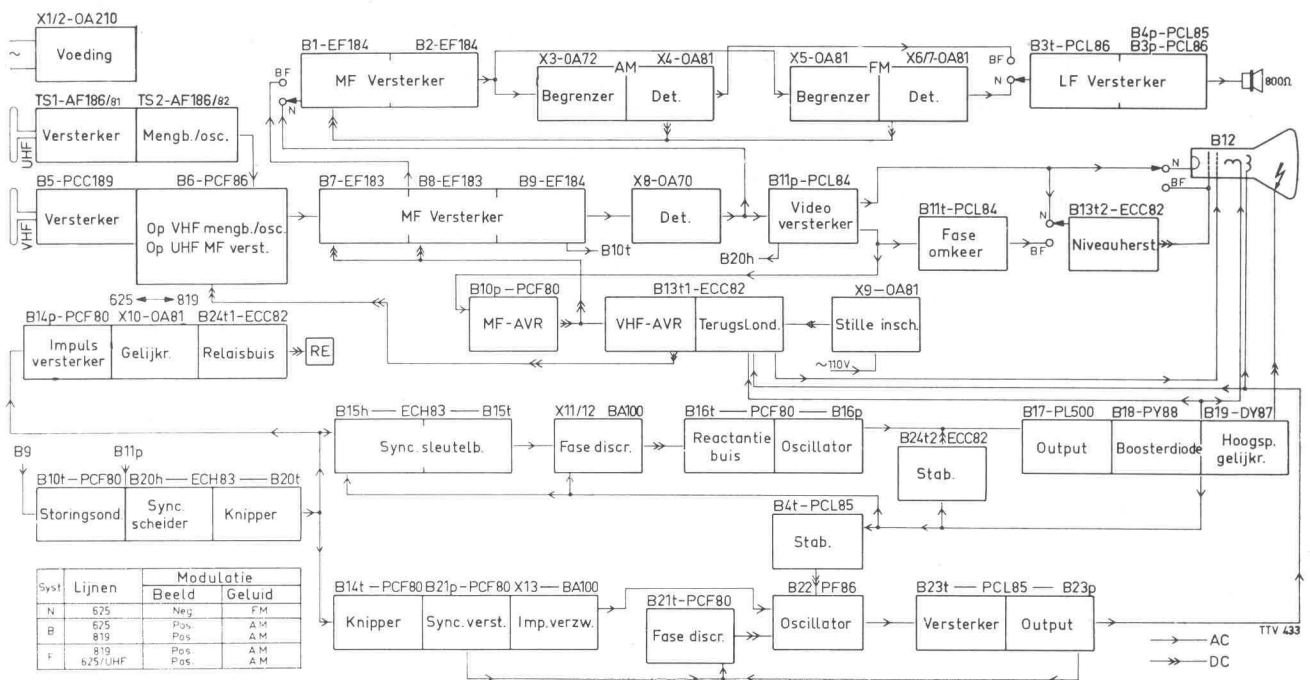 X1/2-OA210
~
Voeding
TS1-AF186/81 TS2-AF186/82
UHF
Versterker
Mengb./osc.
B5-PCC189 B6-PCF86
VHF
Versterker
Op VHF mengb./osc.
Op UHF MF verst.
B1-EF184 B2-EF184
MF Versterker
BF
N
X3-OA72 AM X4-OA81
Begrenzer
Det.
X5-OA81 FM X6/7-OA81
Begrenzer
Det.
BF
N
B4p-PCL85
B3t-PCL86 B3p-PCL86
LF Versterker
800Ω
B7-EF183 B8-EF183 B9-EF184
MF Versterker
B10t
X8-OA70
Det.
B11p-PCL84
Video
versterker
B20h
B11t-PCL84
Fase
omkeer
N
BF
B13t2-ECC82
Niveauherst.
N
BF
B12
625 ↔ 819
B14p-PCF80 X10-OA81 B24t1-ECC82
Impuls
versterker
Gelijkr.
Relaisbuis
RE
B10p-PCF80
MF-AVR
B13t1-ECC82
VHF-AVR
Terugslond.
X9-OA81
Stille insch.
~110V
B15h — ECH83 — B15t
Sync. sleutelb.
X11/12 BA100
Fase discr.
B16t — PCF80 — B16p
Reactantie
buis
Oscillator
B24t2 ECC82
Stab.
B17-PL500 B18-PY88 B19-DY87
Output
Boosterdiode
Hoogsp.
gelijkr.
B9
B11p
B10t-PCF80 B20h — ECH83 — B20t
Storingsond.
Sync.
scheider
Knipper
B4t-PCL85
Stab.
B14t — PCF80 B21p-PCF80 X13 — BA100
Knipper
Sync. verst.
Imp. verzw.
B21t-PCF80
Fase discr.
B22 PF86
Oscillator
B23t — PCL85 — B23p
Versterker
Output
TTV 433
AC
DC
Syst Lijnen Modulatie
Beeld Geluid
N 625 Neg FM
B 625 Pos. AM
819 Pos. AM
F 819 Pos. AM
625/UHF Pos. AM